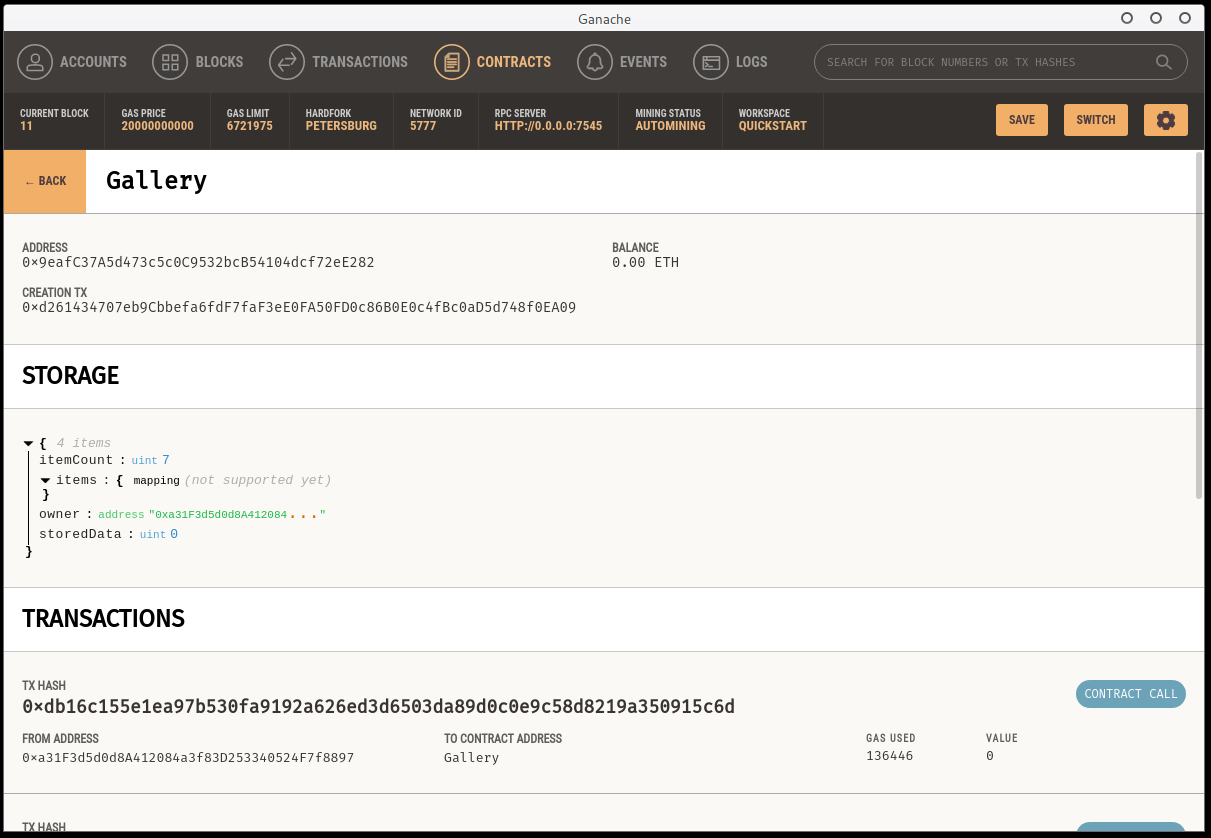 Ganache
ACCOUNTS BLOCKS TRANSACTIONS CONTRACTS EVENTS LOGS SEARCH FOR BLOCK NUMBERS OR TX HASHES
CURRENT BLOCK GAS PRICE GAS LIMIT HARDFORK NETWORK ID RPC SERVER MINING STATUS WORKSPACE
11 20000000000 6721975 PETERSBURG 5777 HTTP://0.0.0.0:7545 AUTOMINING QUICKSTART
SAVE SWITCH
← BACK Gallery
ADDRESS BALANCE
0×9eafC37A5d473c5c0C9532bcB54104dcf72eE282 0.00 ETH
CREATION TX
0×d261434707eb9Cbbefa6fdF7faF3eE0FA50FD0c86B0E0c4fBc0aD5d748f0EA09
STORAGE
{ 4 items
itemCount : uint 7
items : { mapping (not supported yet)
}
owner : address "0xa31F3d5d0d8A412084..."
storedData : uint 0
}
TRANSACTIONS
TX HASH
0×db16c155e1ea97b530fa9192a626ed3d6503da89d0c0e9c58d8219a350915c6d CONTRACT CALL
FROM ADDRESS TO CONTRACT ADDRESS GAS USED VALUE
0×a31F3d5d0d8A412084a3f83D253340524F7f8897 Gallery 136446 0
TX HASH